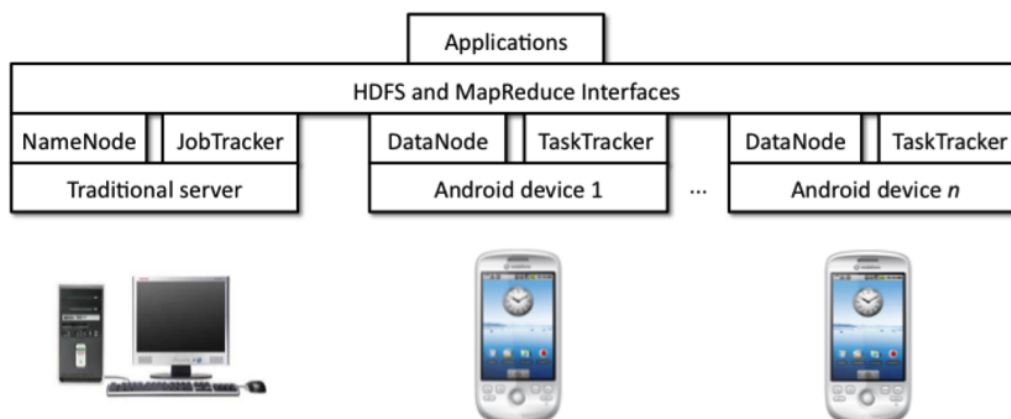 Applications
HDFS and MapReduce Interfaces
NameNode JobTracker DataNode TaskTracker DataNode TaskTracker
Traditional server Android device 1 ... Android device n